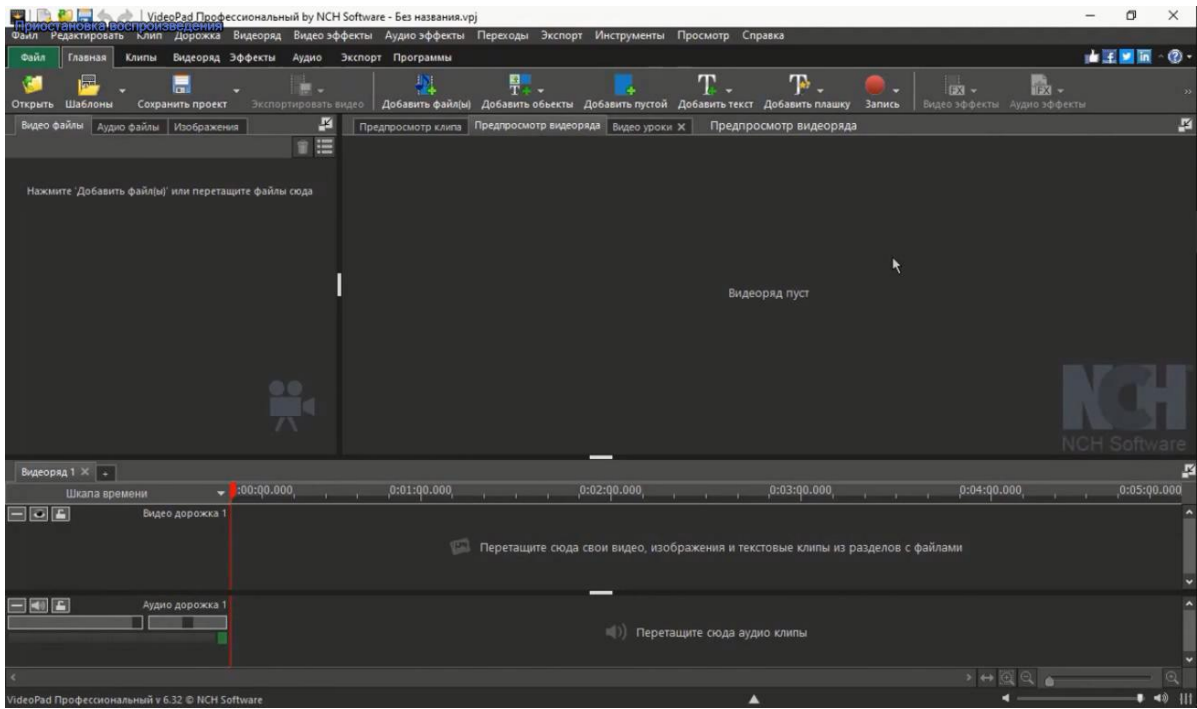 VideoPad Профессиональный by NCH Software - Без названия.vpj
Приостановка воспроизведения
Файл Редактировать Клип Дорожка Видеоряд Видео эффекты Аудио эффекты Переходы Экспорт Инструменты Просмотр Справка
Файл Главная Клипы Видеоряд Эффекты Аудио Экспорт Программы
Открыть Шаблоны Сохранить проект Экспортировать видео Добавить файл(ы) Добавить объекты Добавить пустой Добавить текст Добавить плашку Запись Видео эффекты Аудио эффекты
Видео файлы Аудио файлы Изображения Предпросмотр клипа Предпросмотр видеоряда Видео уроки Предпросмотр видеоряда
Нажмите 'Добавить файл(ы)' или перетащите файлы сюда
Видеоряд пуст
NCH
NCH Software
Видеоряд 1
Шкала времени :00:00.000 0:01:00.000 0:02:00.000 0:03:00.000 0:04:00.000 0:05:00.000
Видео дорожка 1
Перетащите сюда свои видео, изображения и текстовые клипы из разделов с файлами
Аудио дорожка 1
Перетащите сюда аудио клипы
VideoPad Профессиональный v 6.32 © NCH Software